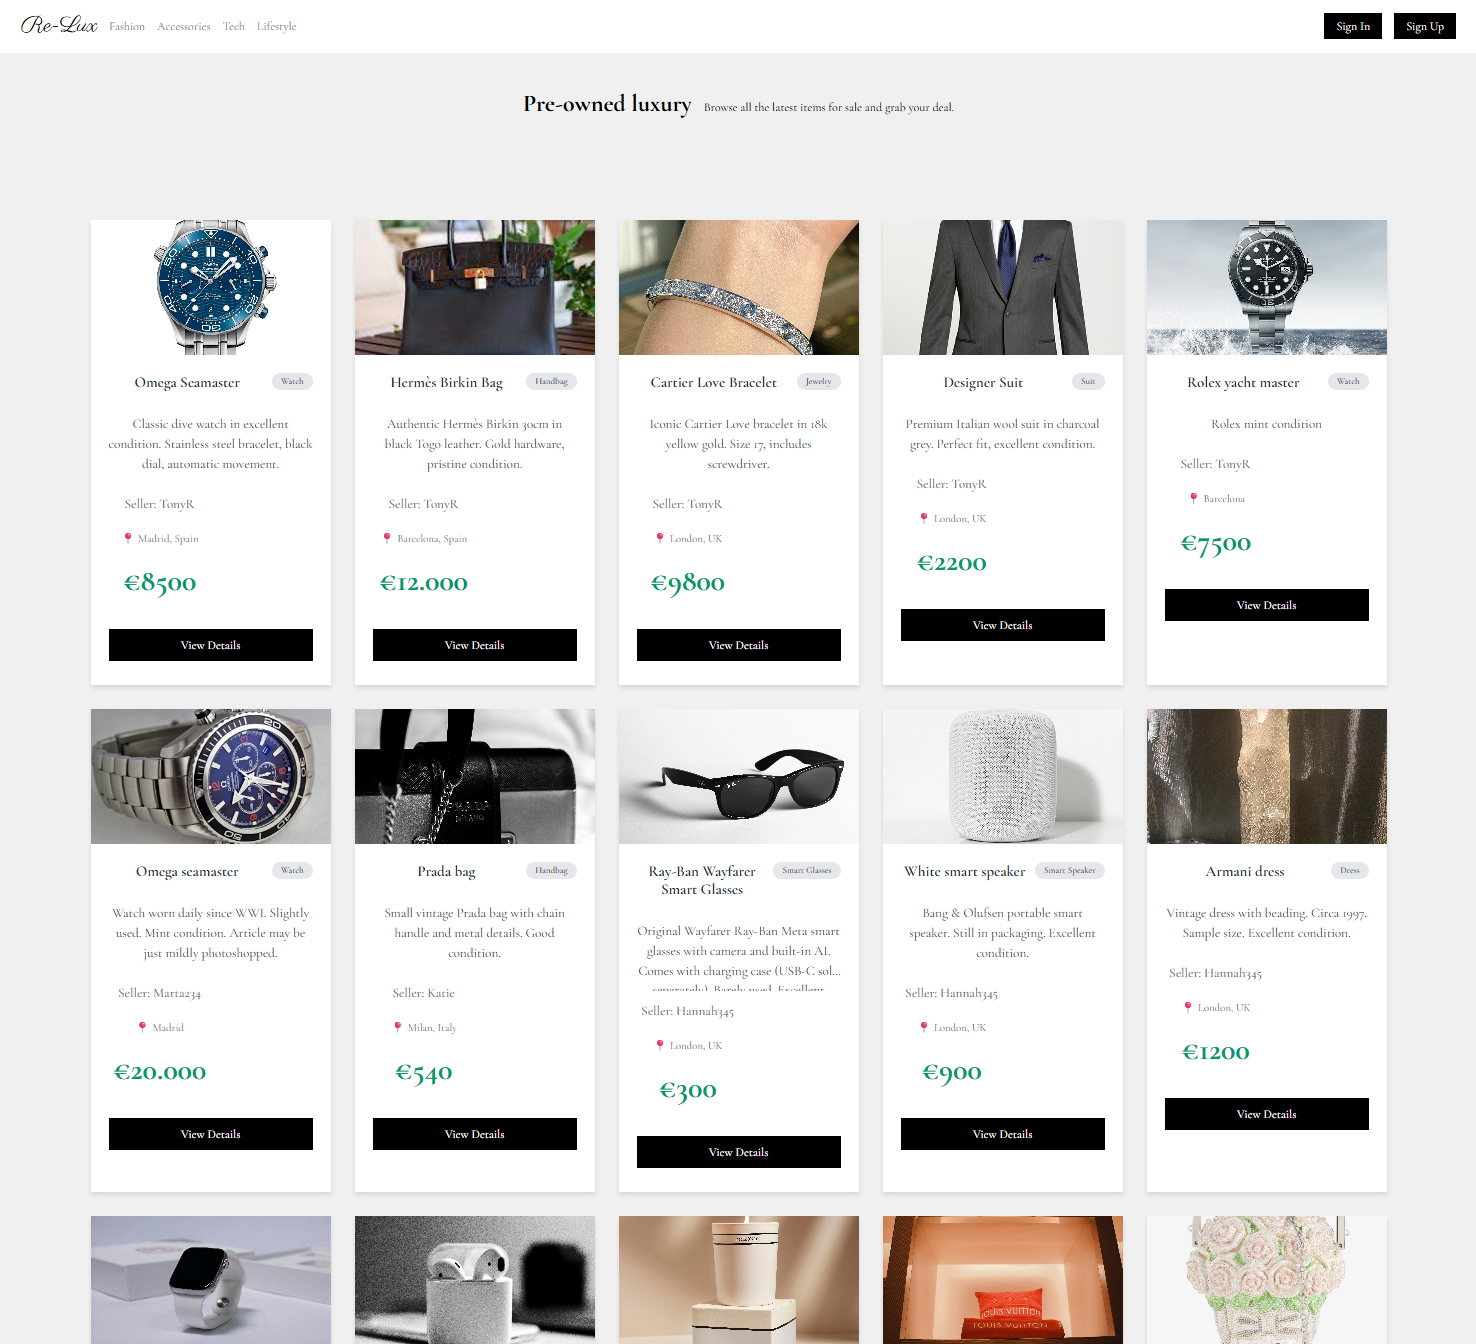 Re-Lux Fashion Accessories Tech Lifestyle Sign In Sign Up
Pre-owned luxury Browse all the latest items for sale and grab your deal.
Omega Seamaster Watch
Classic dive watch in excellent
condition. Stainless steel bracelet, black
dial, automatic movement.
Seller: TonyR
📍 Madrid, Spain
€8500
View Details
Hermès Birkin Bag Handbag
Authentic Hermès Birkin 30cm in
black Togo leather. Gold hardware,
pristine condition.
Seller: TonyR
📍 Barcelona, Spain
€12.000
View Details
Cartier Love Bracelet Jewelry
Iconic Cartier Love bracelet in 18k
yellow gold. Size 17, includes
screwdriver.
Seller: TonyR
📍 London, UK
€9800
View Details
Designer Suit Suit
Premium Italian wool suit in charcoal
grey. Perfect fit, excellent condition.
Seller: TonyR
📍 London, UK
€2200
View Details
Rolex yacht master Watch
Rolex mint condition
Seller: TonyR
📍 Barcelona
€7500
View Details
Omega seamaster Watch
Watch worn daily since WWI. Slightly
used. Mint condition. Article may be
just mildly photoshopped.
Seller: Marta234
📍 Madrid
€20.000
View Details
PRADA
MILANO
Prada bag Handbag
Small vintage Prada bag with chain
handle and metal details. Good
condition.
Seller: Katie
📍 Milan, Italy
€540
View Details
Ray-Ban Wayfarer Smart Glasses
Smart Glasses
Original Wayfarer Ray-Ban Meta smart
glasses with camera and built-in AI.
Comes with charging case (USB-C sol...
separately). Barely used. Excellent
Seller: Hannah345
📍 London, UK
€300
View Details
White smart speaker Smart Speaker
Bang & Olufsen portable smart
speaker. Still in packaging. Excellent
condition.
Seller: Hannah345
📍 London, UK
€900
View Details
Armani dress Dress
Vintage dress with beading. Circa 1997.
Sample size. Excellent condition.
Seller: Hannah345
📍 London, UK
€1200
View Details
LOUIS VUITTON
LOUIS VUITTON